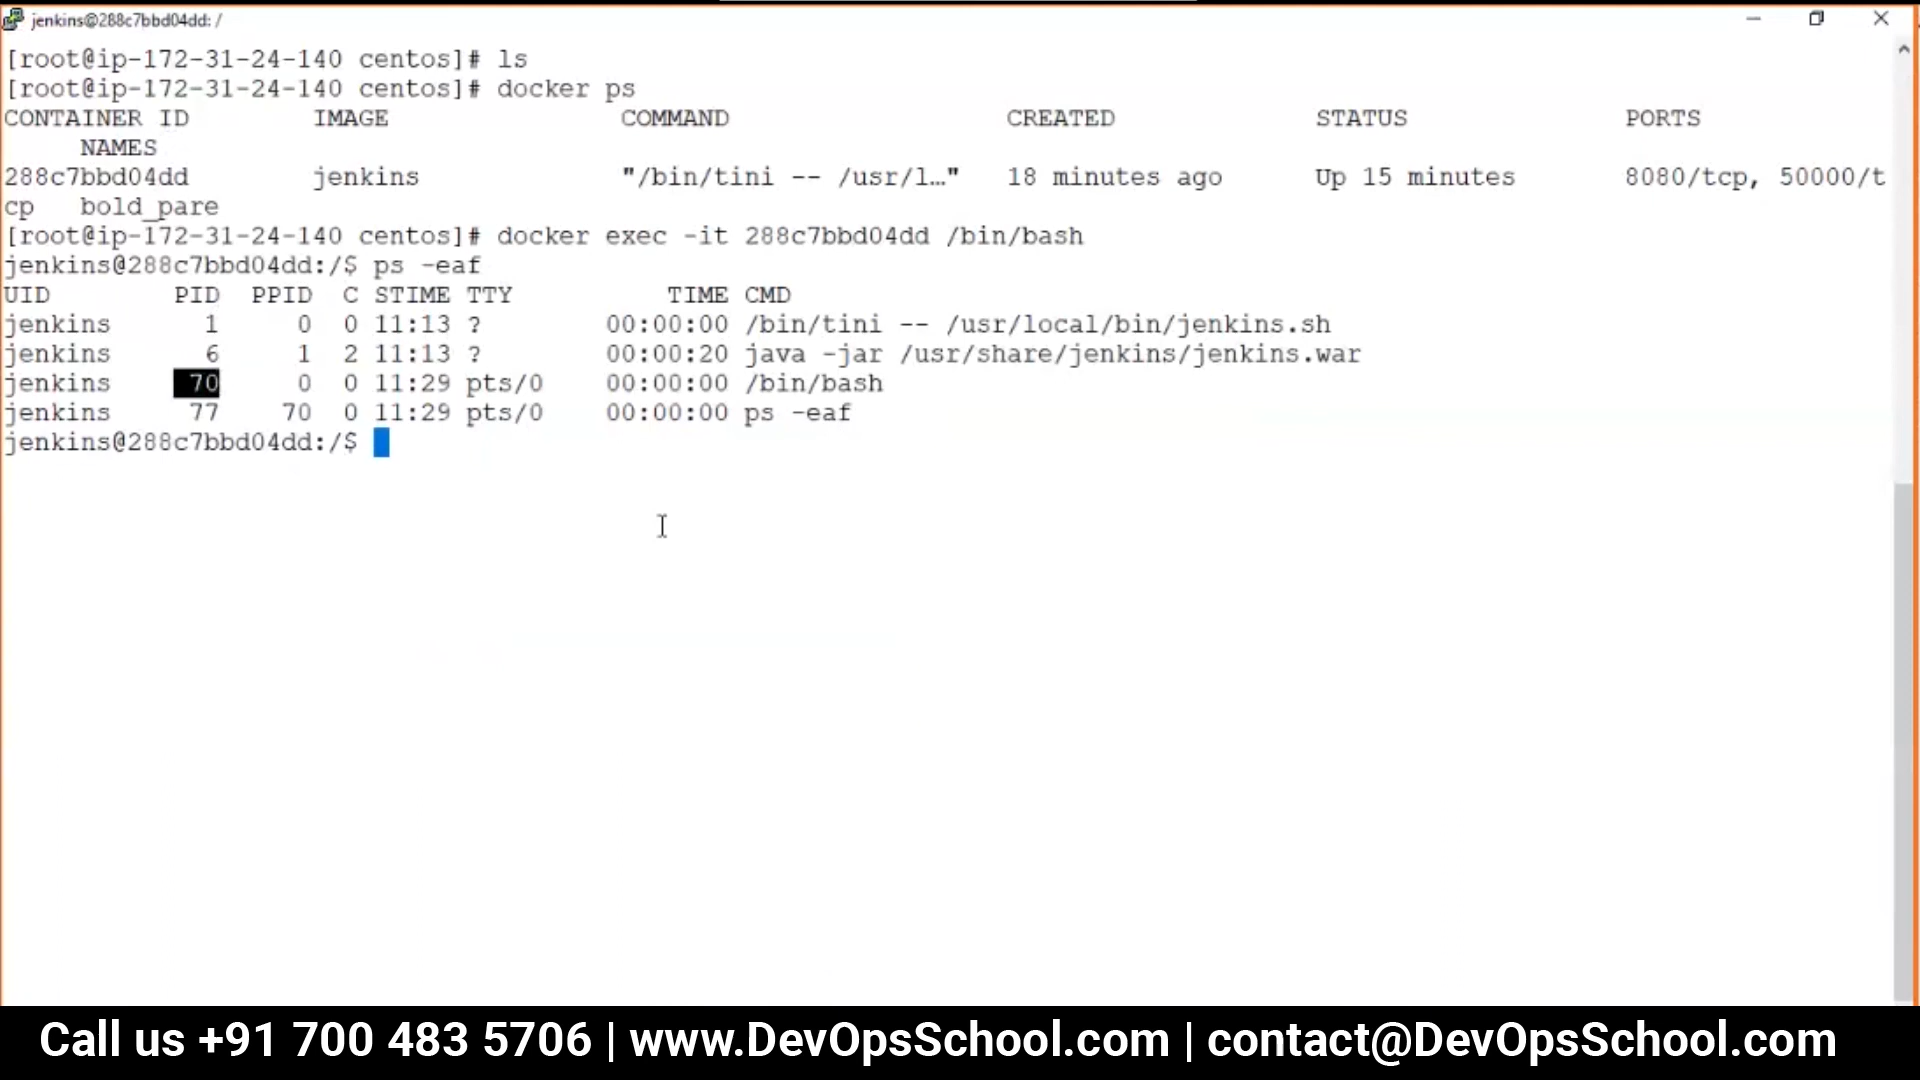 jenkins@288c7bbd04dd: /
[root@ip-172-31-24-140 centos]# ls
[root@ip-172-31-24-140 centos]# docker ps
CONTAINER ID        IMAGE               COMMAND                  CREATED             STATUS              PORTS
     NAMES
288c7bbd04dd        jenkins             "/bin/tini -- /usr/l…"   18 minutes ago      Up 15 minutes       8080/tcp, 50000/t
cp   bold_pare
[root@ip-172-31-24-140 centos]# docker exec -it 288c7bbd04dd /bin/bash
jenkins@288c7bbd04dd:/$ ps -eaf
UID        PID  PPID  C STIME TTY          TIME CMD
jenkins      1     0  0 11:13 ?        00:00:00 /bin/tini -- /usr/local/bin/jenkins.sh
jenkins      6     1  2 11:13 ?        00:00:20 java -jar /usr/share/jenkins/jenkins.war
jenkins     70     0  0 11:29 pts/0    00:00:00 /bin/bash
jenkins     77    70  0 11:29 pts/0    00:00:00 ps -eaf
jenkins@288c7bbd04dd:/$
Call us +91 700 483 5706 | www.DevOpsSchool.com | contact@DevOpsSchool.com